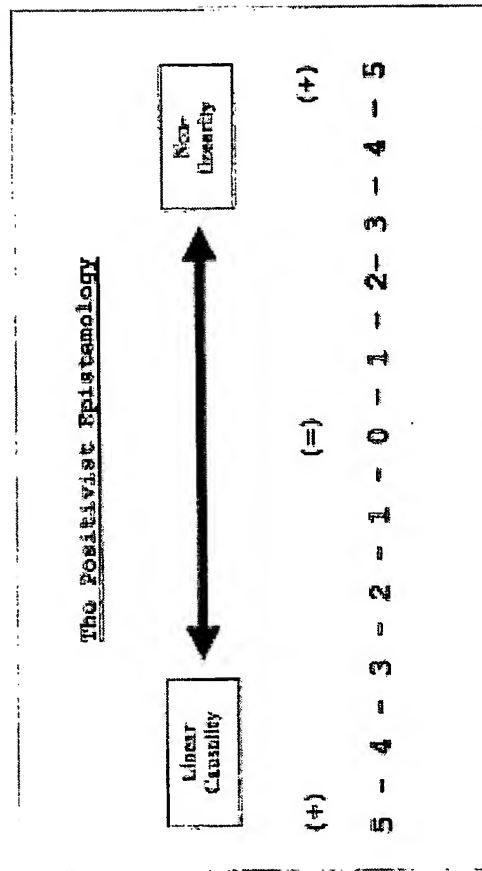 The Positivist Epistemology
Linear
Causality
Non-
linearity
(+) (=) (+)
5 - 4 - 3 - 2 - 1 - 0 - 1 - 2- 3 - 4 - 5